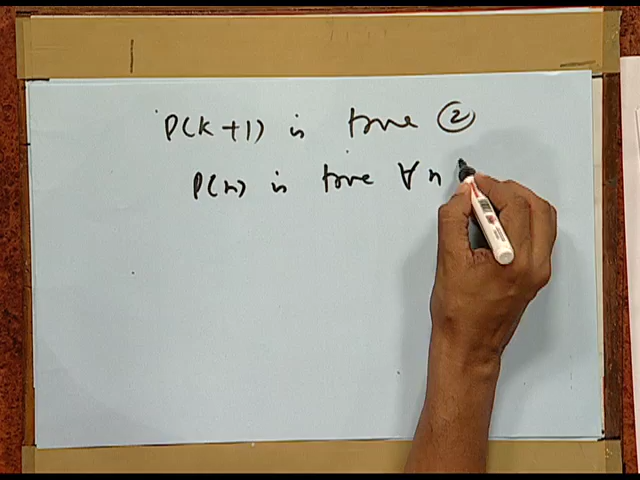 P(k+1) is true ②
P(n) is true ∀ n